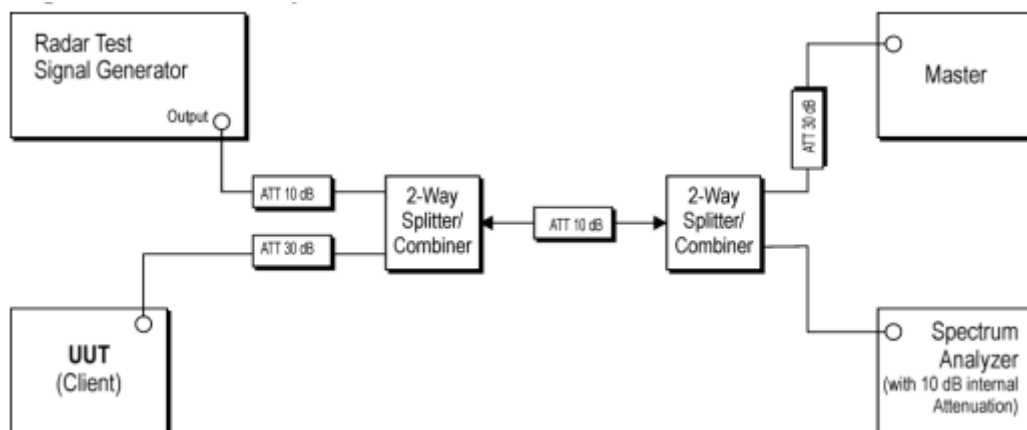 Radar Test
Signal Generator
Output
ATT 10 dB
ATT 30 dB
UUT
(Client)
2-Way
Splitter/
Combiner
ATT 10 dB
2-Way
Splitter/
Combiner
ATT 30 dB
Master
Spectrum
Analyzer
(with 10 dB internal
Attenuation)